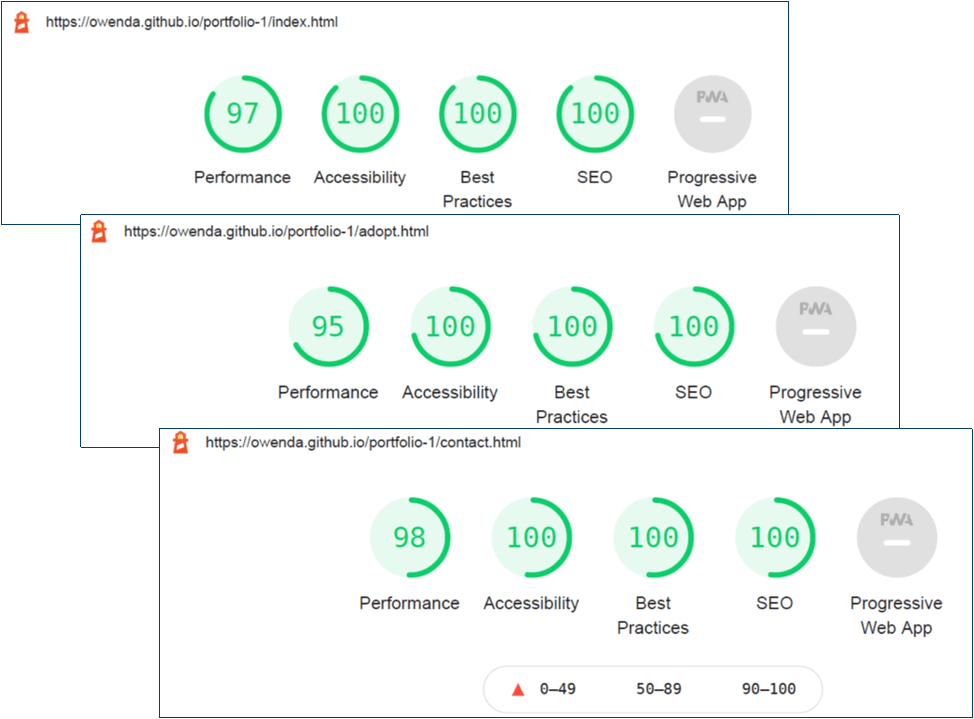 https://owenda.github.io/portfolio-1/index.html
97 100 100 100 PWA
Performance Accessibility Best Practices SEO Progressive Web App
https://owenda.github.io/portfolio-1/adopt.html
95 100 100 100 PWA
Performance Accessibility Best Practices SEO Progressive Web App
https://owenda.github.io/portfolio-1/contact.html
98 100 100 100 PWA
Performance Accessibility Best Practices SEO Progressive Web App
0–49 50–89 90–100